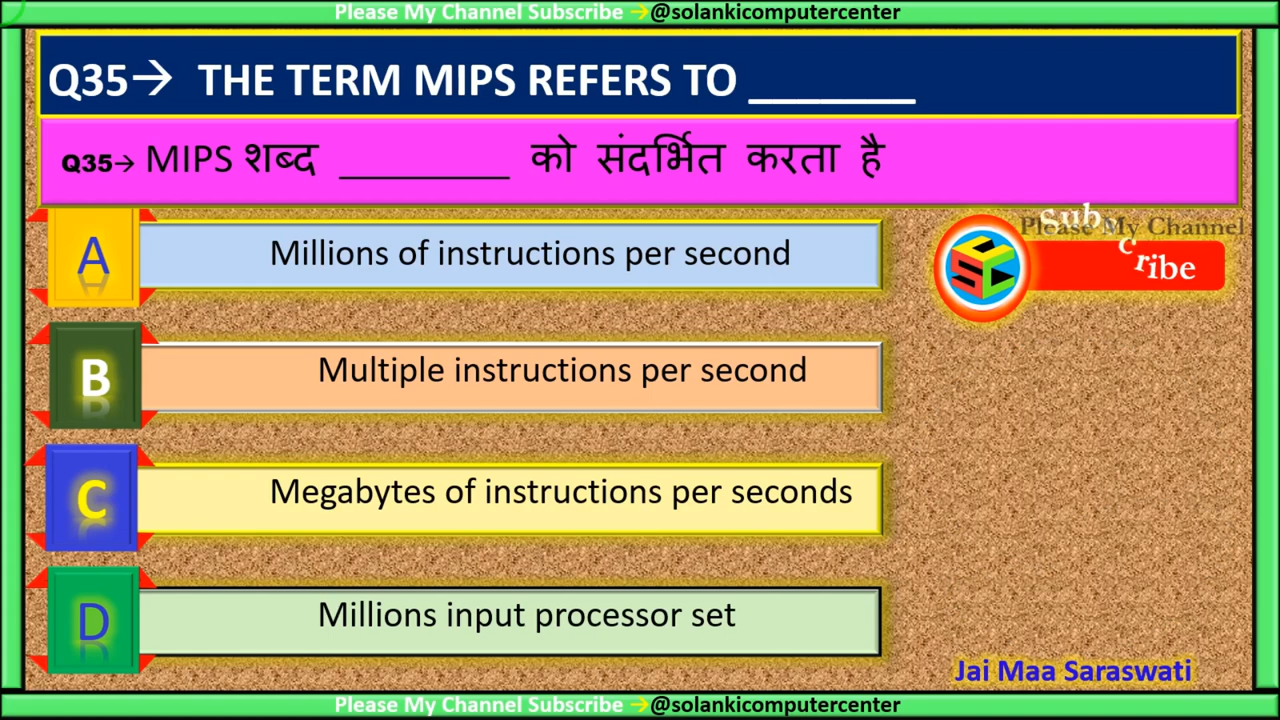 Please My Channel Subscribe →@solankicomputercenter
Q35→ THE TERM MIPS REFERS TO _______
Q35→ MIPS शब्द ________ को संदर्भित करता है
A Millions of instructions per second
Please My Channel
Subscribe
B Multiple instructions per second
C Megabytes of instructions per seconds
D Millions input processor set
Jai Maa Saraswati
Please My Channel Subscribe →@solankicomputercenter